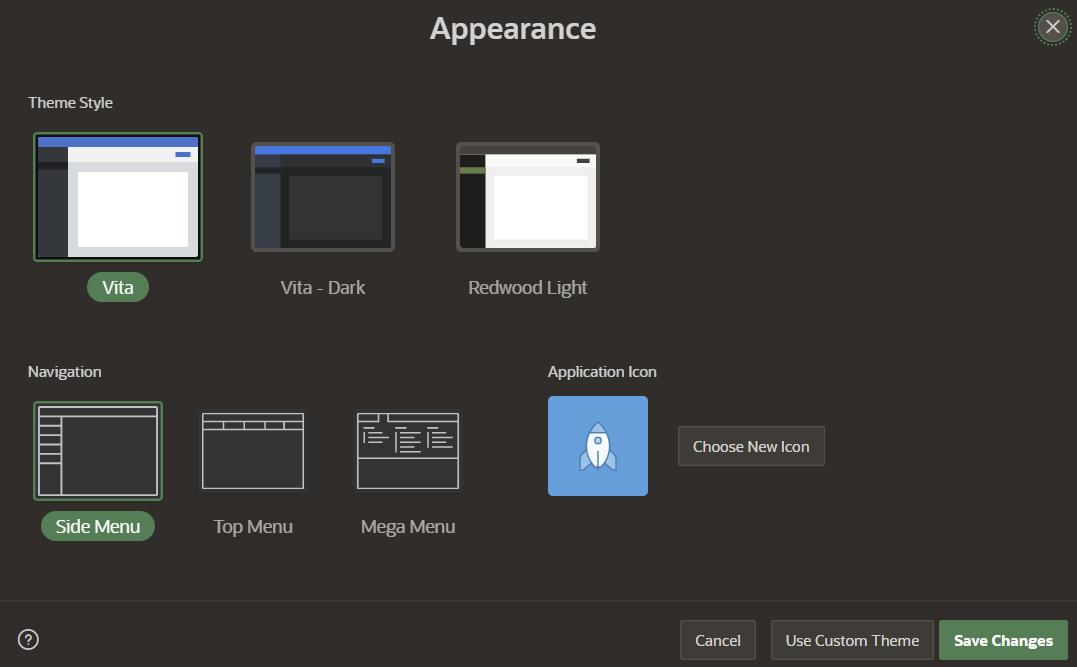 Appearance
Theme Style
Vita
Vita - Dark
Redwood Light
Navigation
Application Icon
Choose New Icon
Side Menu
Top Menu
Mega Menu
?
Cancel
Use Custom Theme
Save Changes